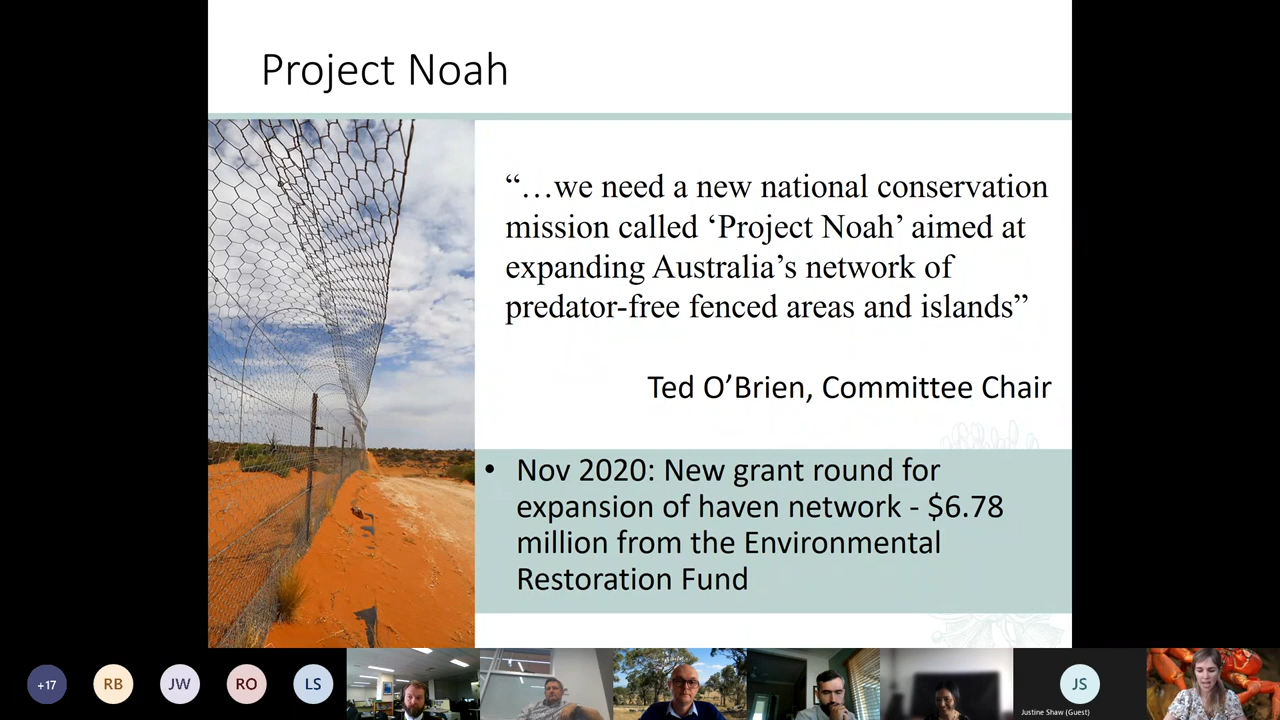 Project Noah
“…we need a new national conservation
mission called ‘Project Noah’ aimed at
expanding Australia’s network of
predator-free fenced areas and islands”
Ted O’Brien, Committee Chair
• Nov 2020: New grant round for
expansion of haven network - $6.78
million from the Environmental
Restoration Fund
+17
RB
JW
RO
LS
JS
Justine Shaw (Guest)